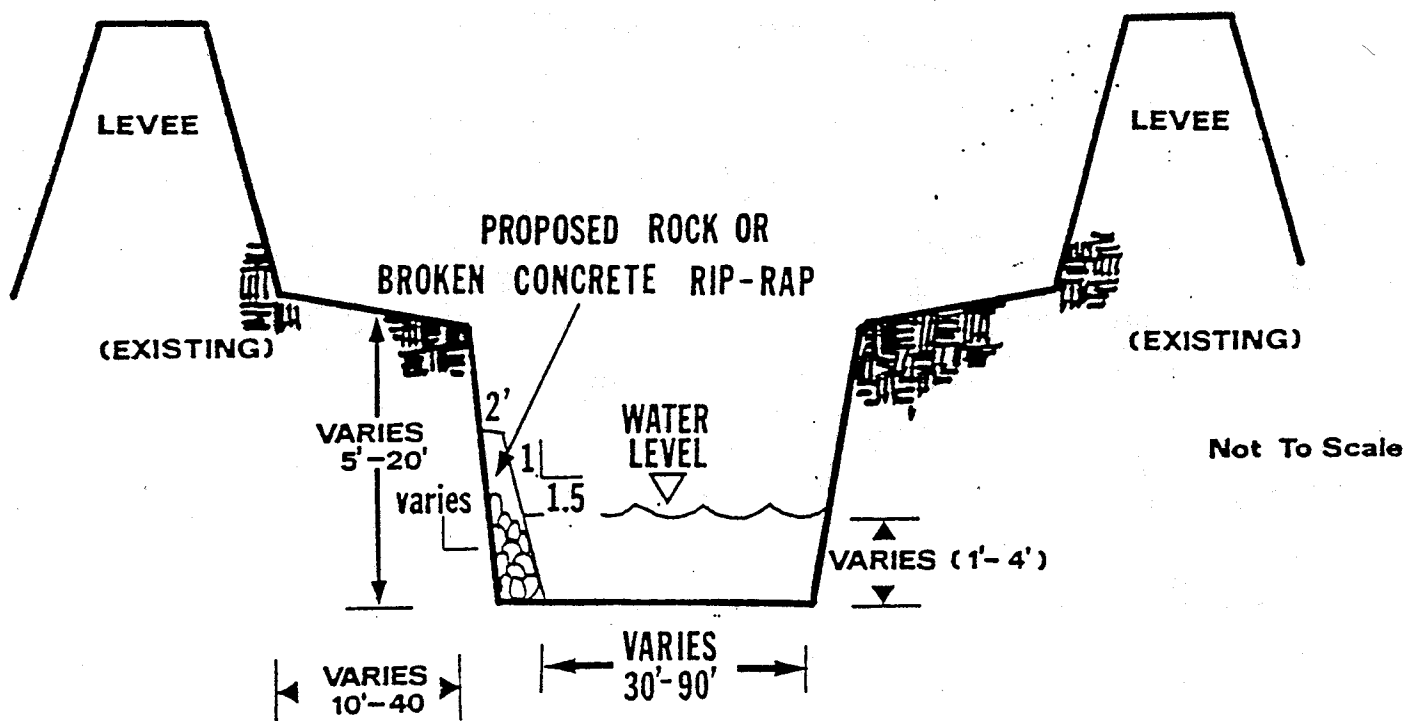 LEVEE
LEVEE
PROPOSED ROCK OR
BROKEN CONCRETE RIP-RAP
(EXISTING)
(EXISTING)
2'
WATER
LEVEL
VARIES
5'-20'
1
1.5
varies
Not To Scale
VARIES (1'-4')
VARIES
30'-90'
VARIES
10'-40